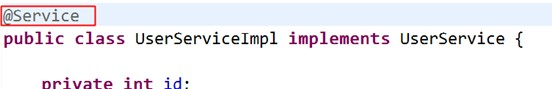 @Service
public class UserServiceImpl implements UserService {
private int id;